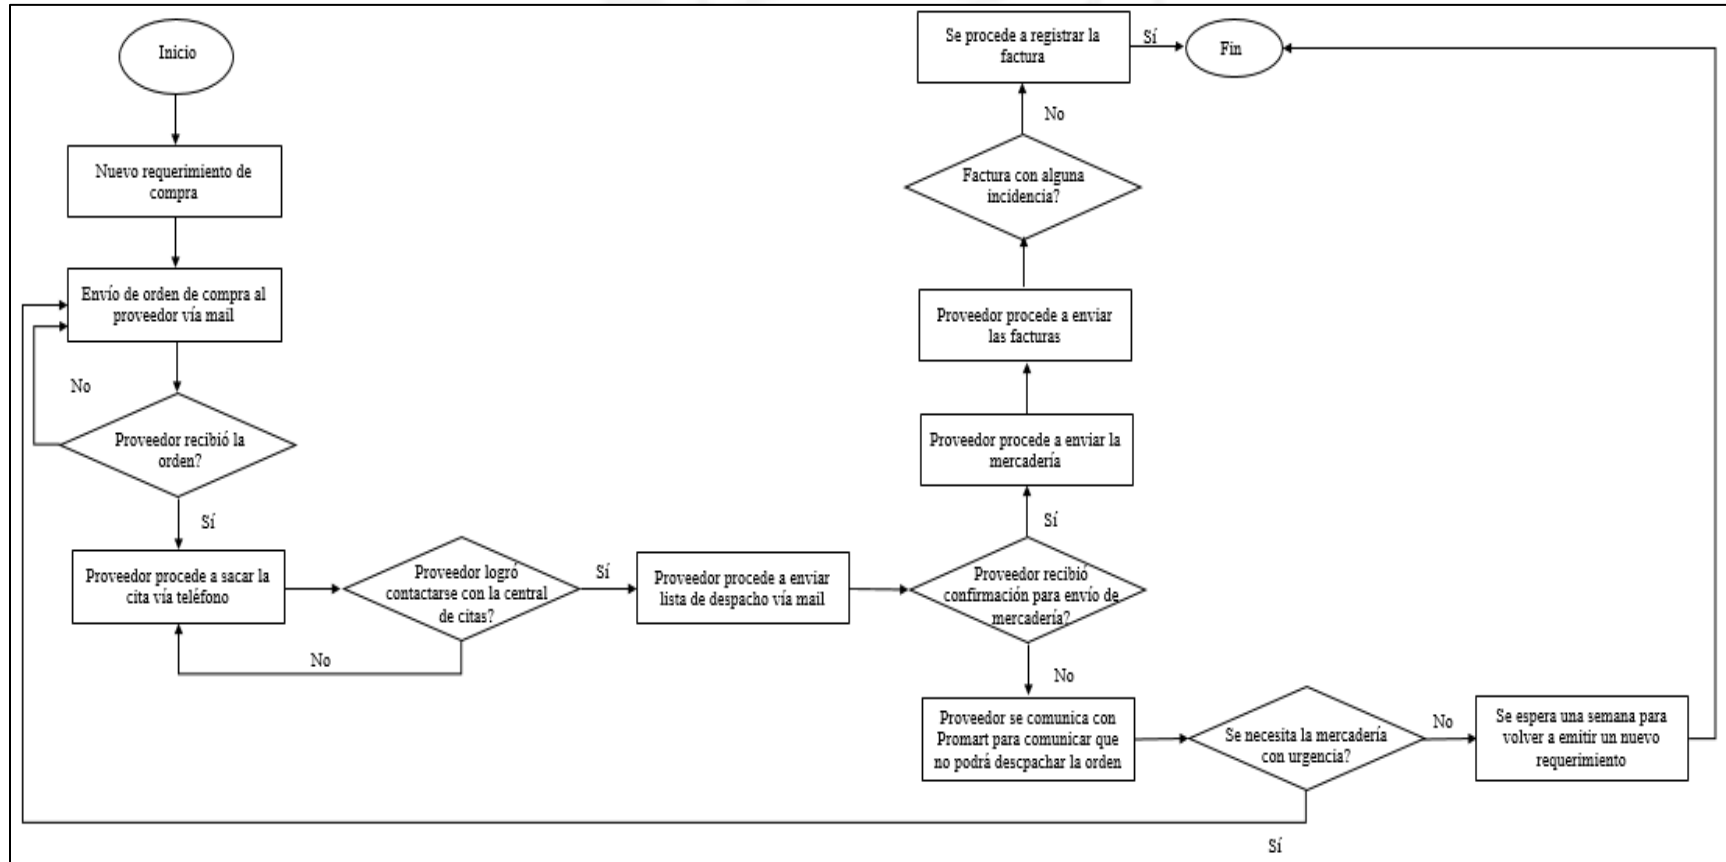 Inicio
Nuevo requerimiento de
compra
Envío de orden de compra al
proveedor vía mail
No
Proveedor recibió la
orden?
Sí
Proveedor procede a sacar la
cita vía teléfono
Proveedor logró
contactarse con la central
de citas?
No
Sí
Proveedor procede a enviar
lista de despacho vía mail
Proveedor recibió
confirmación para envío de
mercadería?
Sí
Proveedor procede a enviar la
mercadería
Proveedor procede a enviar
las facturas
Factura con alguna
incidencia?
No
Se procede a registrar la
factura
Sí
Fin
No
Proveedor se comunica con
Promart para comunicar que
no podrá descpachar la orden
Se necesita la mercadería
con urgencia?
No
Se espera una semana para
volver a emitir un nuevo
requerimiento
Sí